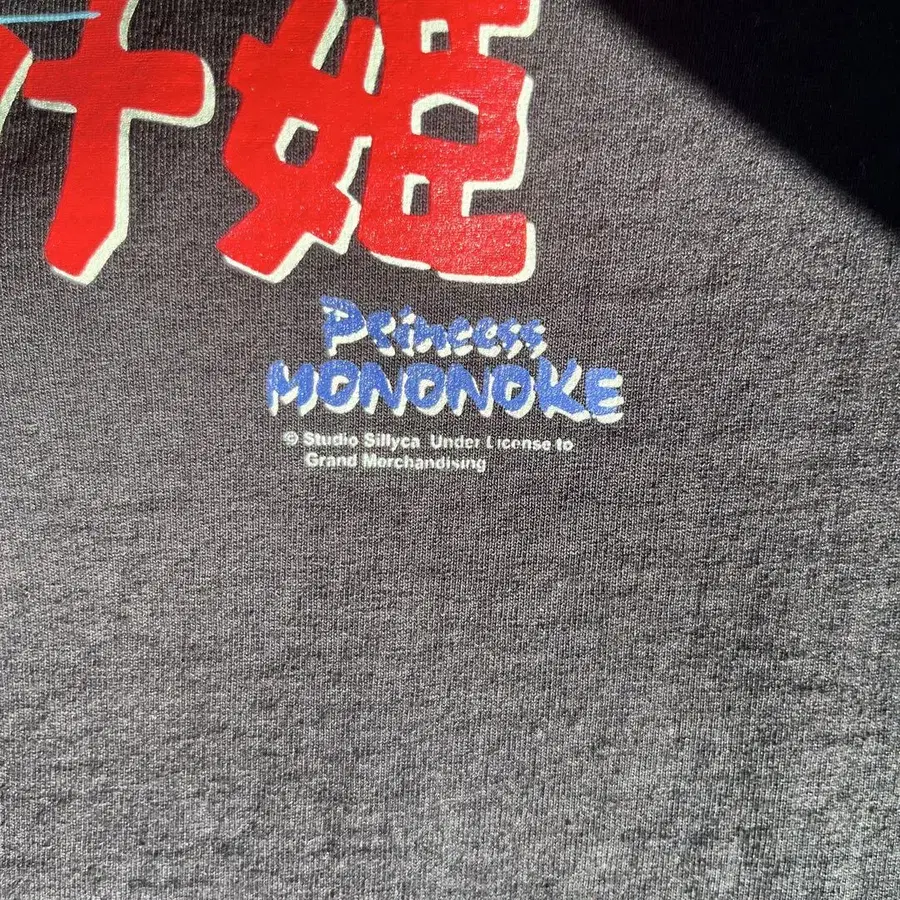 姫
Princess
MONONOKE
© Studio Sillyca Under License to
Grand Merchandising